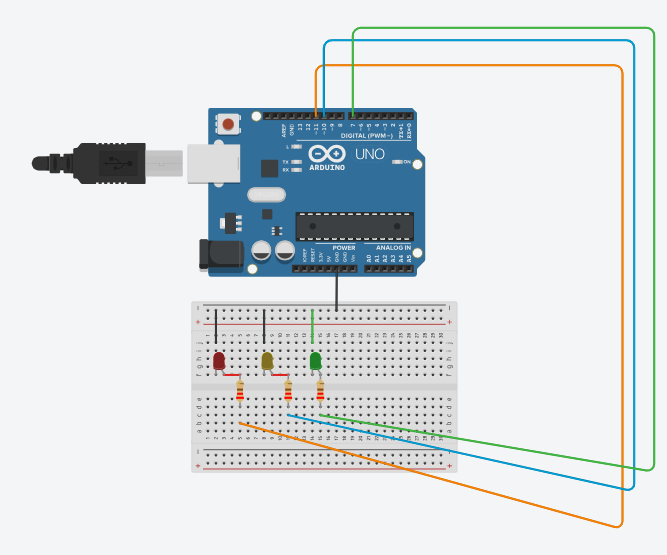 AREF
GND
13
12
~11
~10
~9
8
7
~6
~5
4
~3
2
TX→1
RX←0
DIGITAL (PWM~)
L
TX
RX
UNO
ON
ARDUINO
POWER
ANALOG IN
IOREF
RESET
3.3V
5V
GND
GND
Vin
A0
A1
A2
A3
A4
A5
j
i
h
g
f
e
d
c
b
a